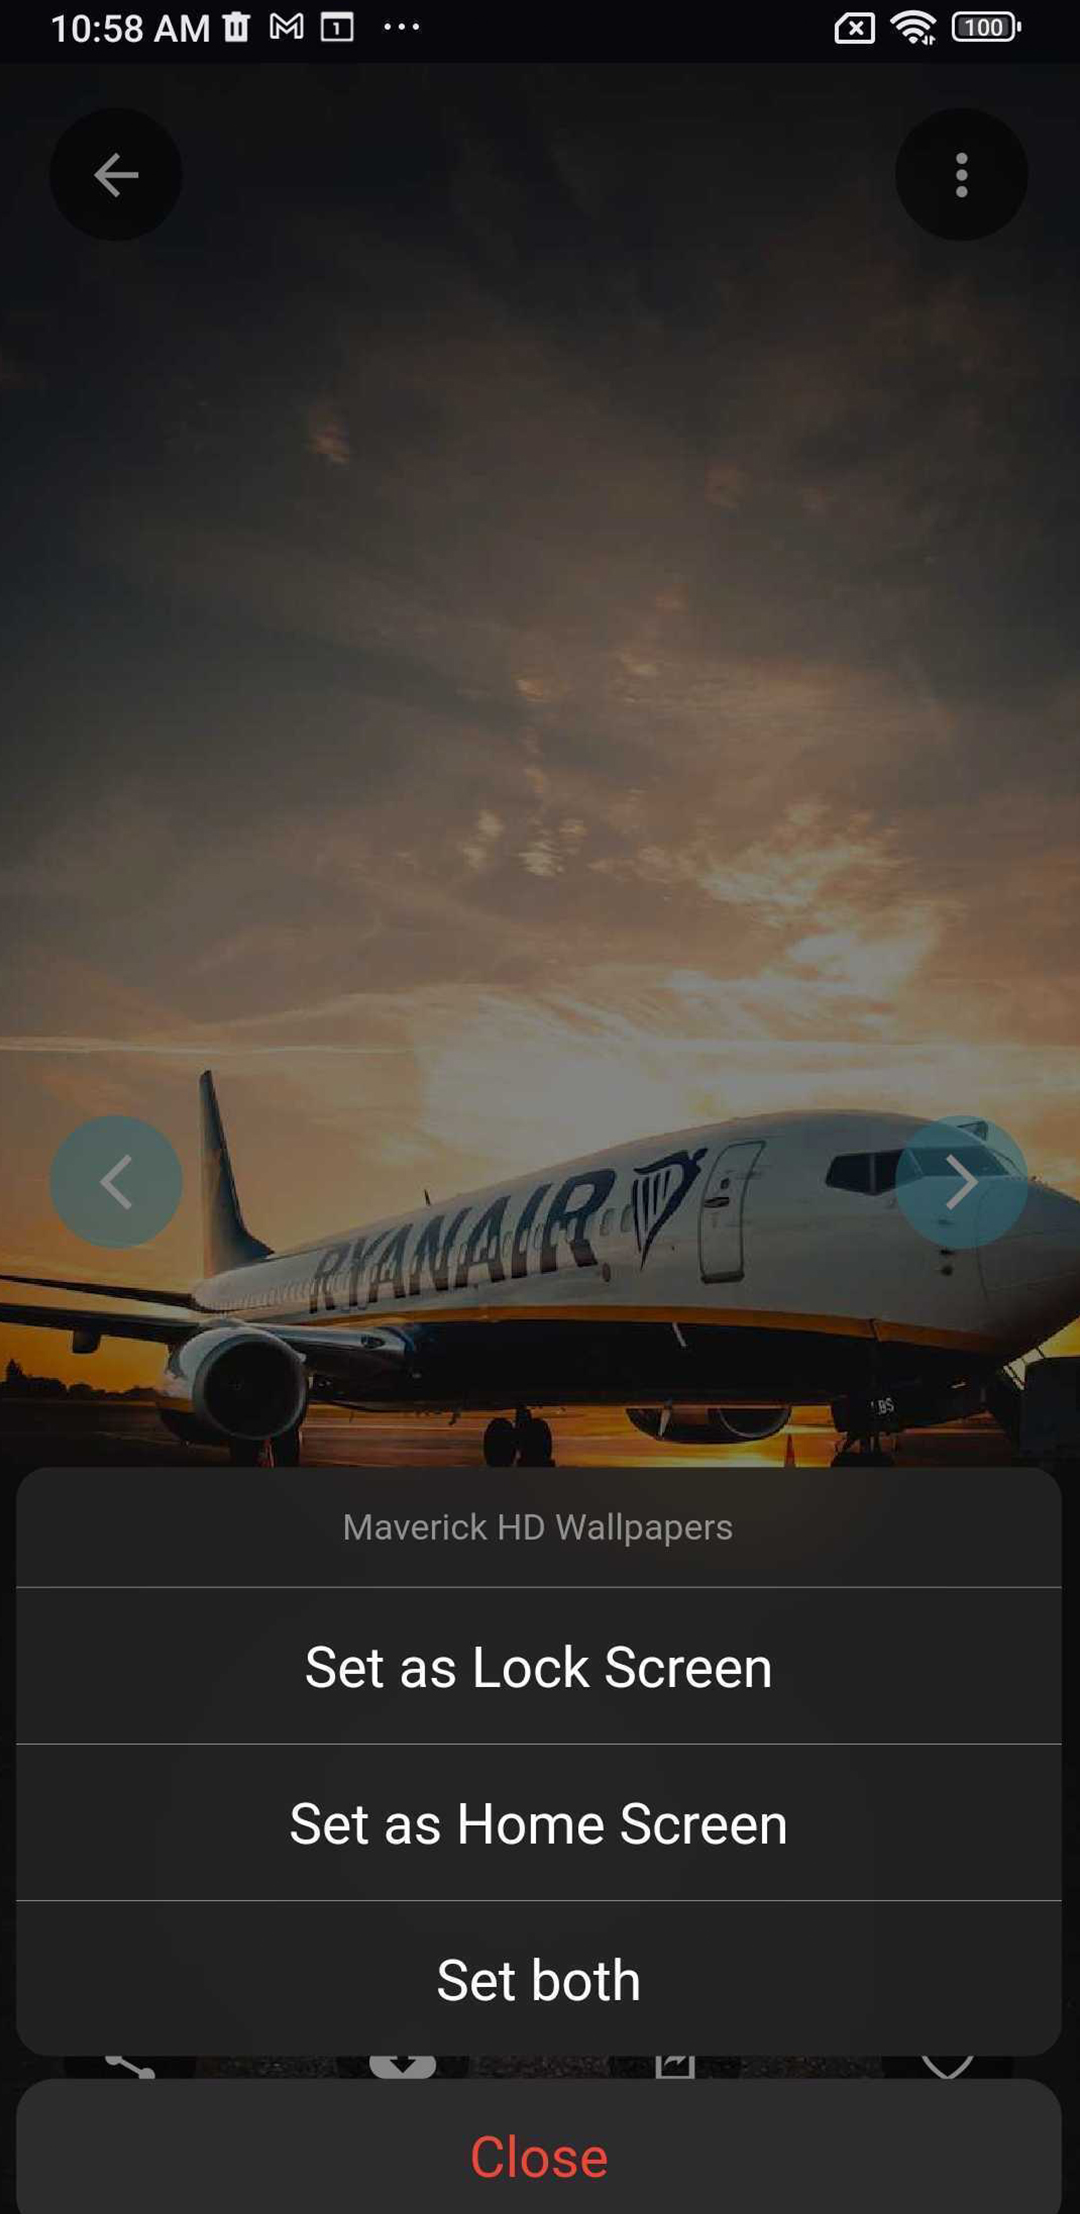 10:58 AM 1 100
RYANAIR
Maverick HD Wallpapers
Set as Lock Screen
Set as Home Screen
Set both
Close